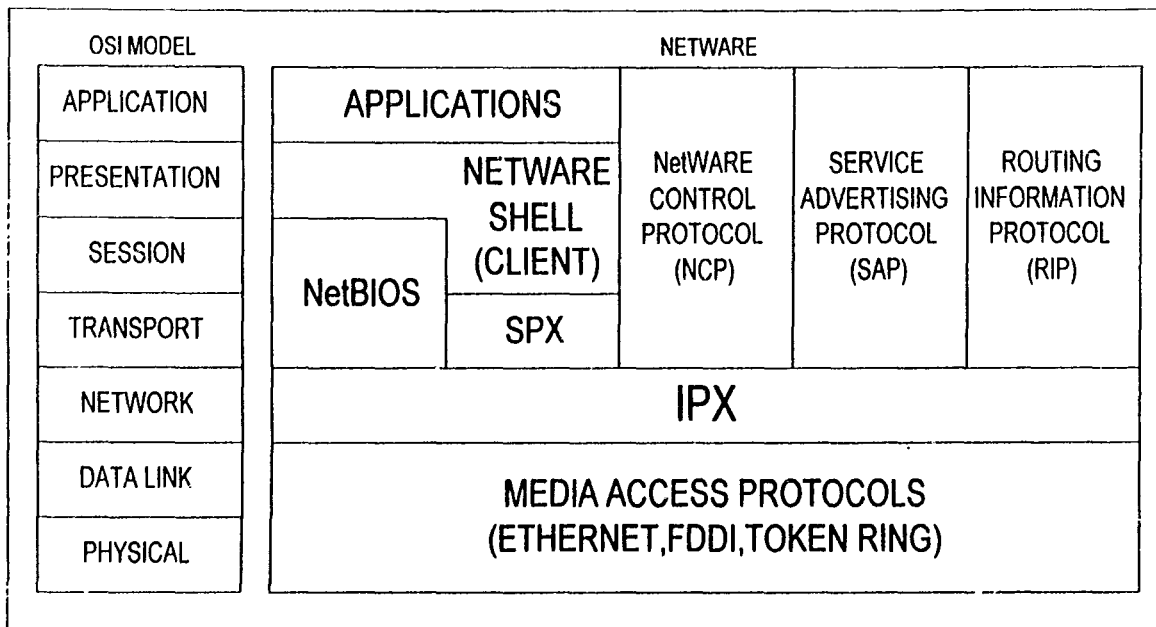 OSI MODEL
NETWARE
APPLICATION
PRESENTATION
SESSION
TRANSPORT
NETWORK
DATA LINK
PHYSICAL
APPLICATIONS
NETWARE
SHELL
(CLIENT)
NetBIOS
SPX
NetWARE
CONTROL
PROTOCOL
(NCP)
SERVICE
ADVERTISING
PROTOCOL
(SAP)
ROUTING
INFORMATION
PROTOCOL
(RIP)
IPX
MEDIA ACCESS PROTOCOLS
(ETHERNET,FDDI,TOKEN RING)